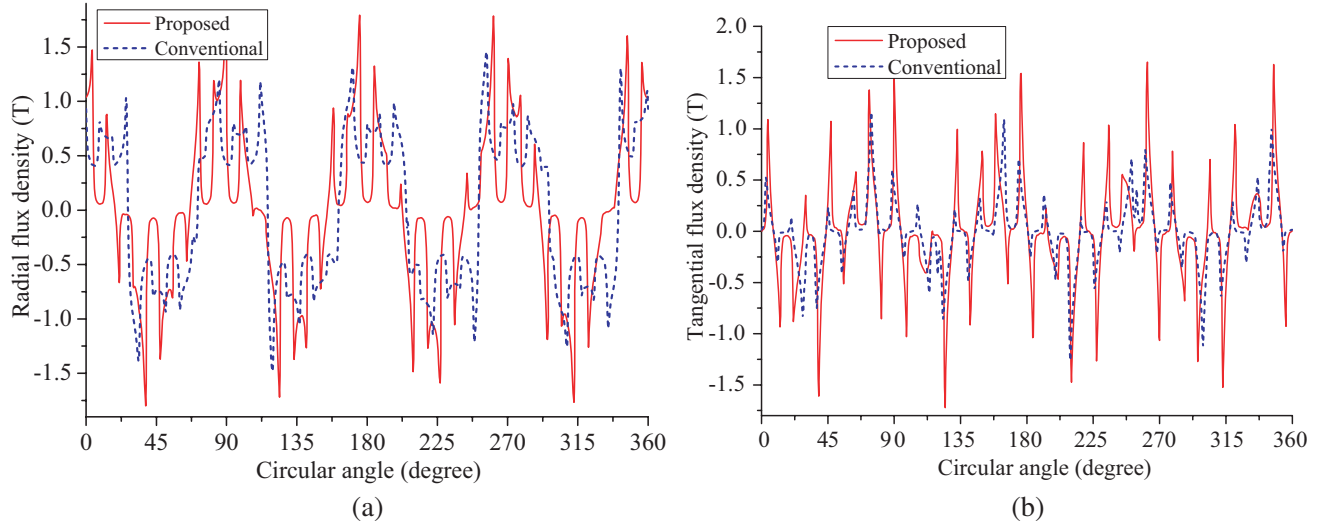 Proposed
Conventional
Radial flux density (T)
1.5
1.0
0.5
0.0
-0.5
-1.0
-1.5
0 45 90 135 180 225 270 315 360
Circular angle (degree)
(a)
Proposed
Conventional
Tangential flux density (T)
2.0
1.5
1.0
0.5
0.0
-0.5
-1.0
-1.5
0 45 90 135 180 225 270 315 360
Circular angle (degree)
(b)